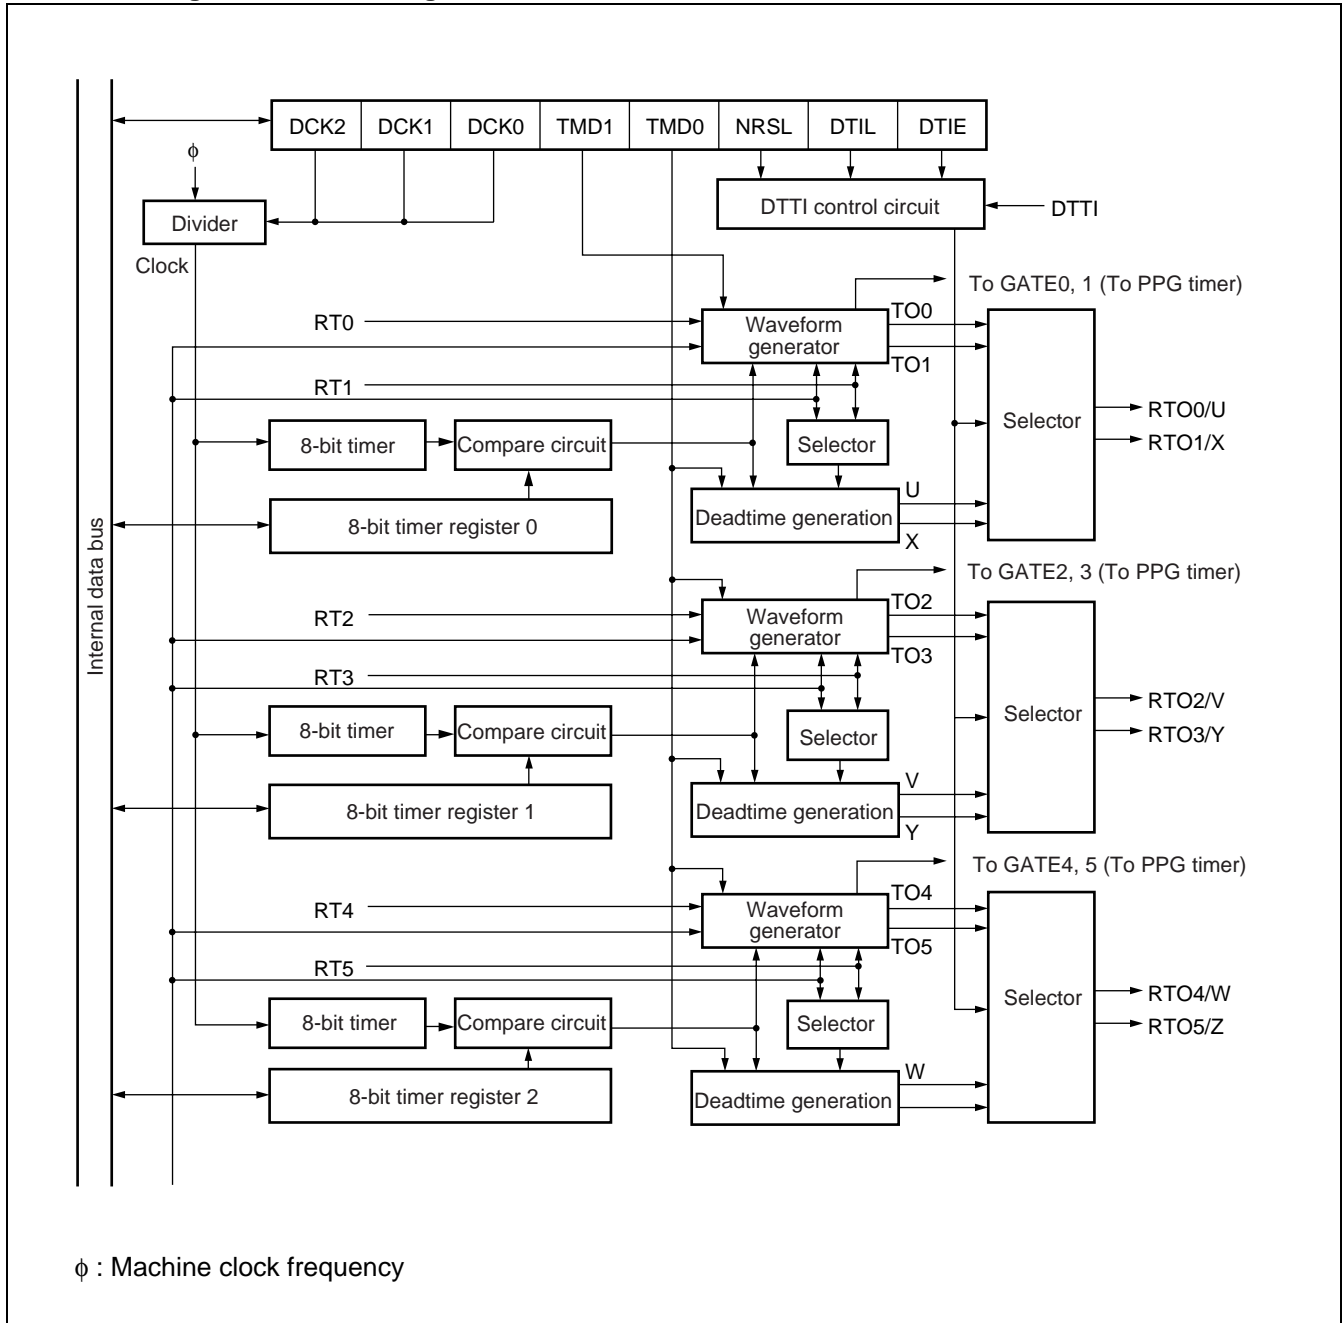 DCK2 DCK1 DCK0 TMD1 TMD0 NRSL DTIL DTIE
ϕ
Divider
DTTI control circuit
DTTI
Clock
To GATE0, 1 (To PPG timer)
RT0
Waveform
generator
TO0
TO1
RT1
Selector
RTO0/U
RTO1/X
8-bit timer
Compare circuit
Selector
8-bit timer register 0
Deadtime generation
U
X
Internal data bus
To GATE2, 3 (To PPG timer)
RT2
Waveform
generator
TO2
TO3
RT3
Selector
RTO2/V
RTO3/Y
8-bit timer
Compare circuit
Selector
8-bit timer register 1
Deadtime generation
V
Y
To GATE4, 5 (To PPG timer)
RT4
Waveform
generator
TO4
TO5
RT5
Selector
RTO4/W
RTO5/Z
8-bit timer
Compare circuit
Selector
8-bit timer register 2
Deadtime generation
W
ϕ : Machine clock frequency